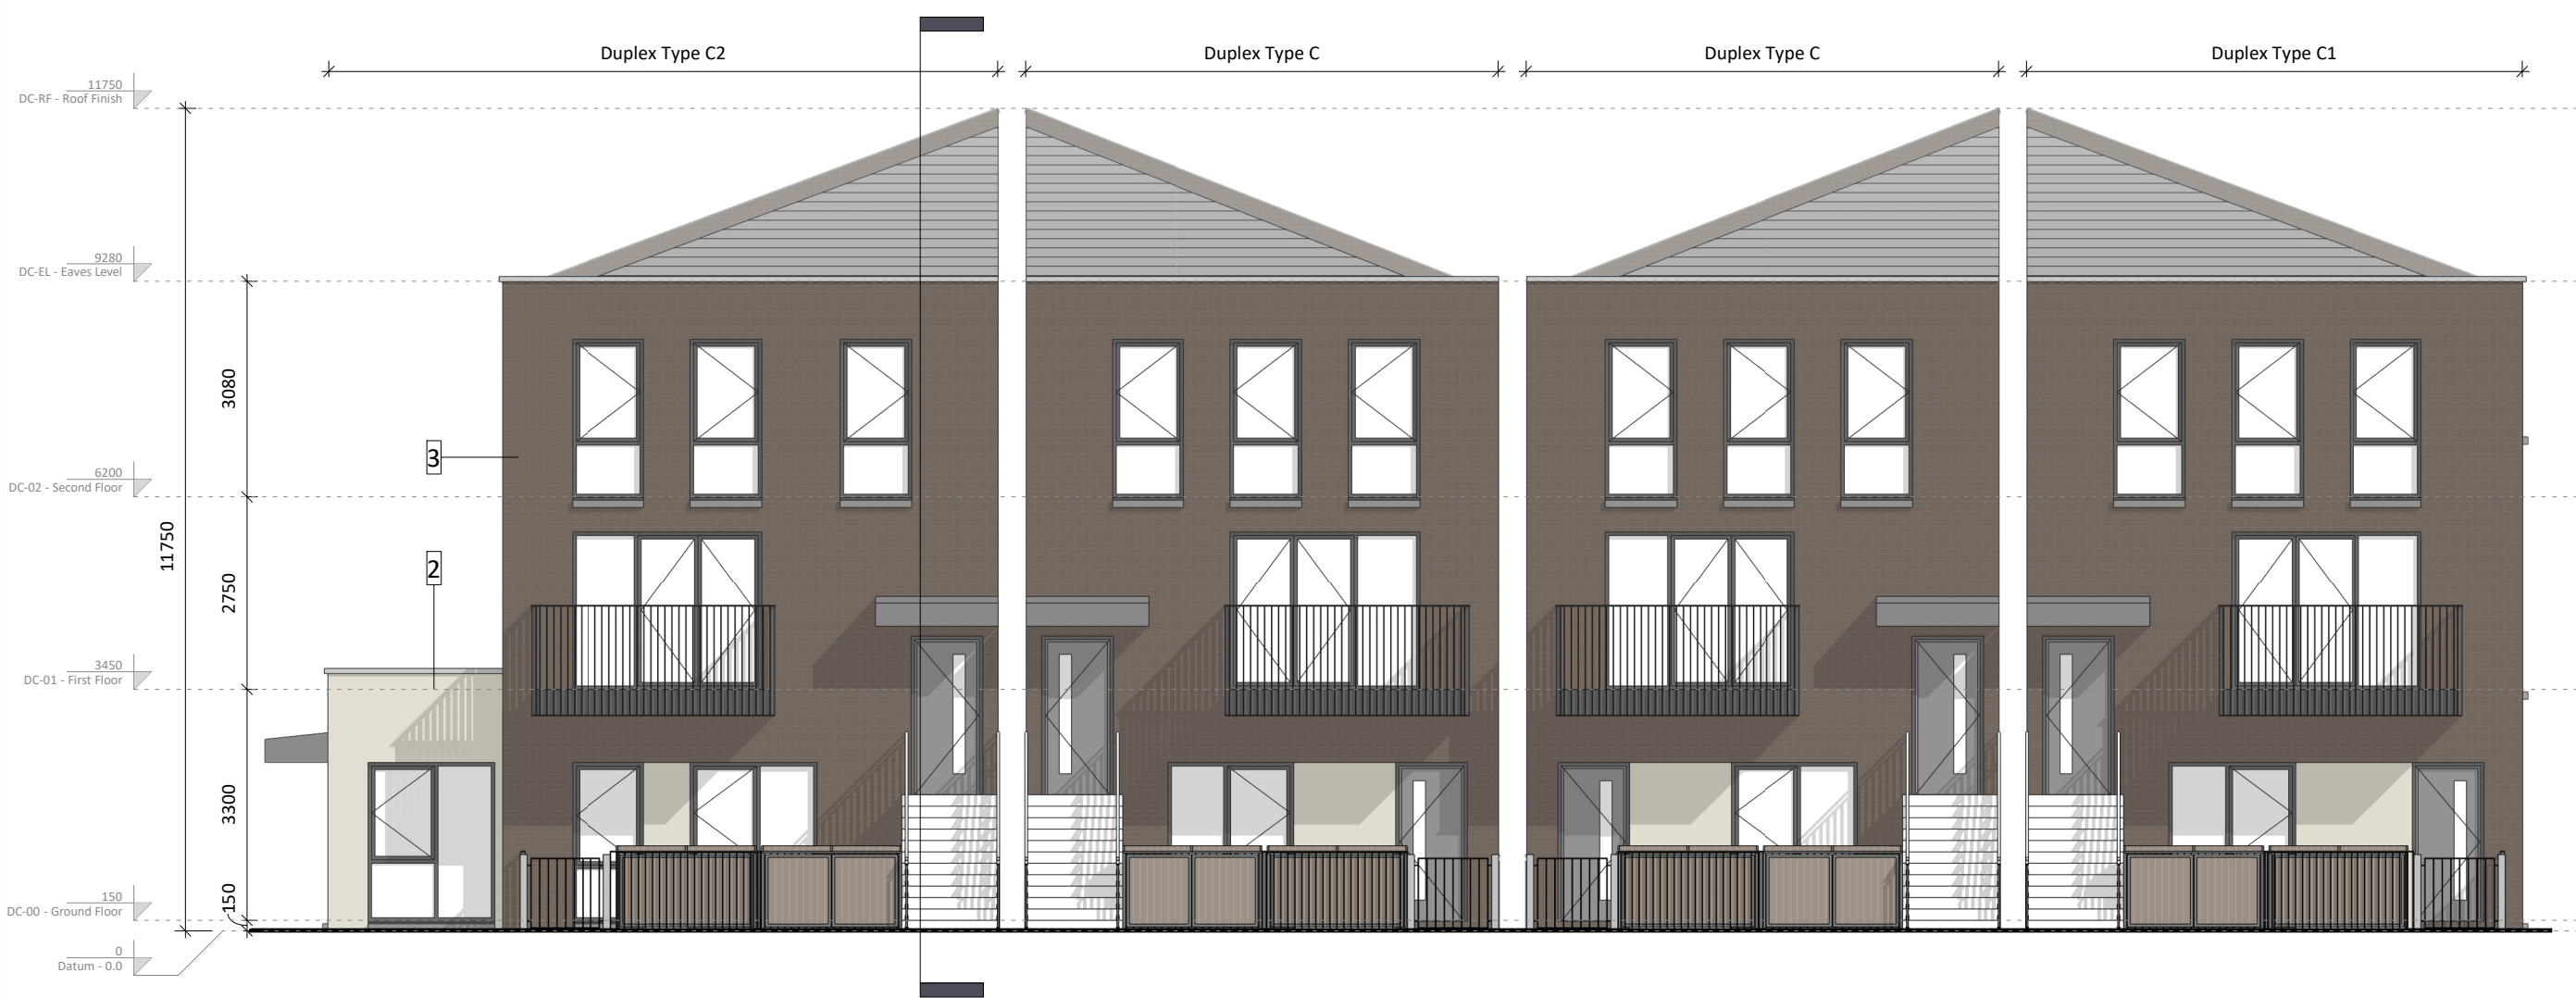 Duplex Type C2
Duplex Type C
Duplex Type C
Duplex Type C1
11750
DC-RF - Roof Finish
9280
DC-EL - Eaves Level
3080
3
6200
DC-02 - Second Floor
11750
2
2750
3450
DC-01 - First Floor
3300
150
150
DC-00 - Ground Floor
0
Datum - 0.0